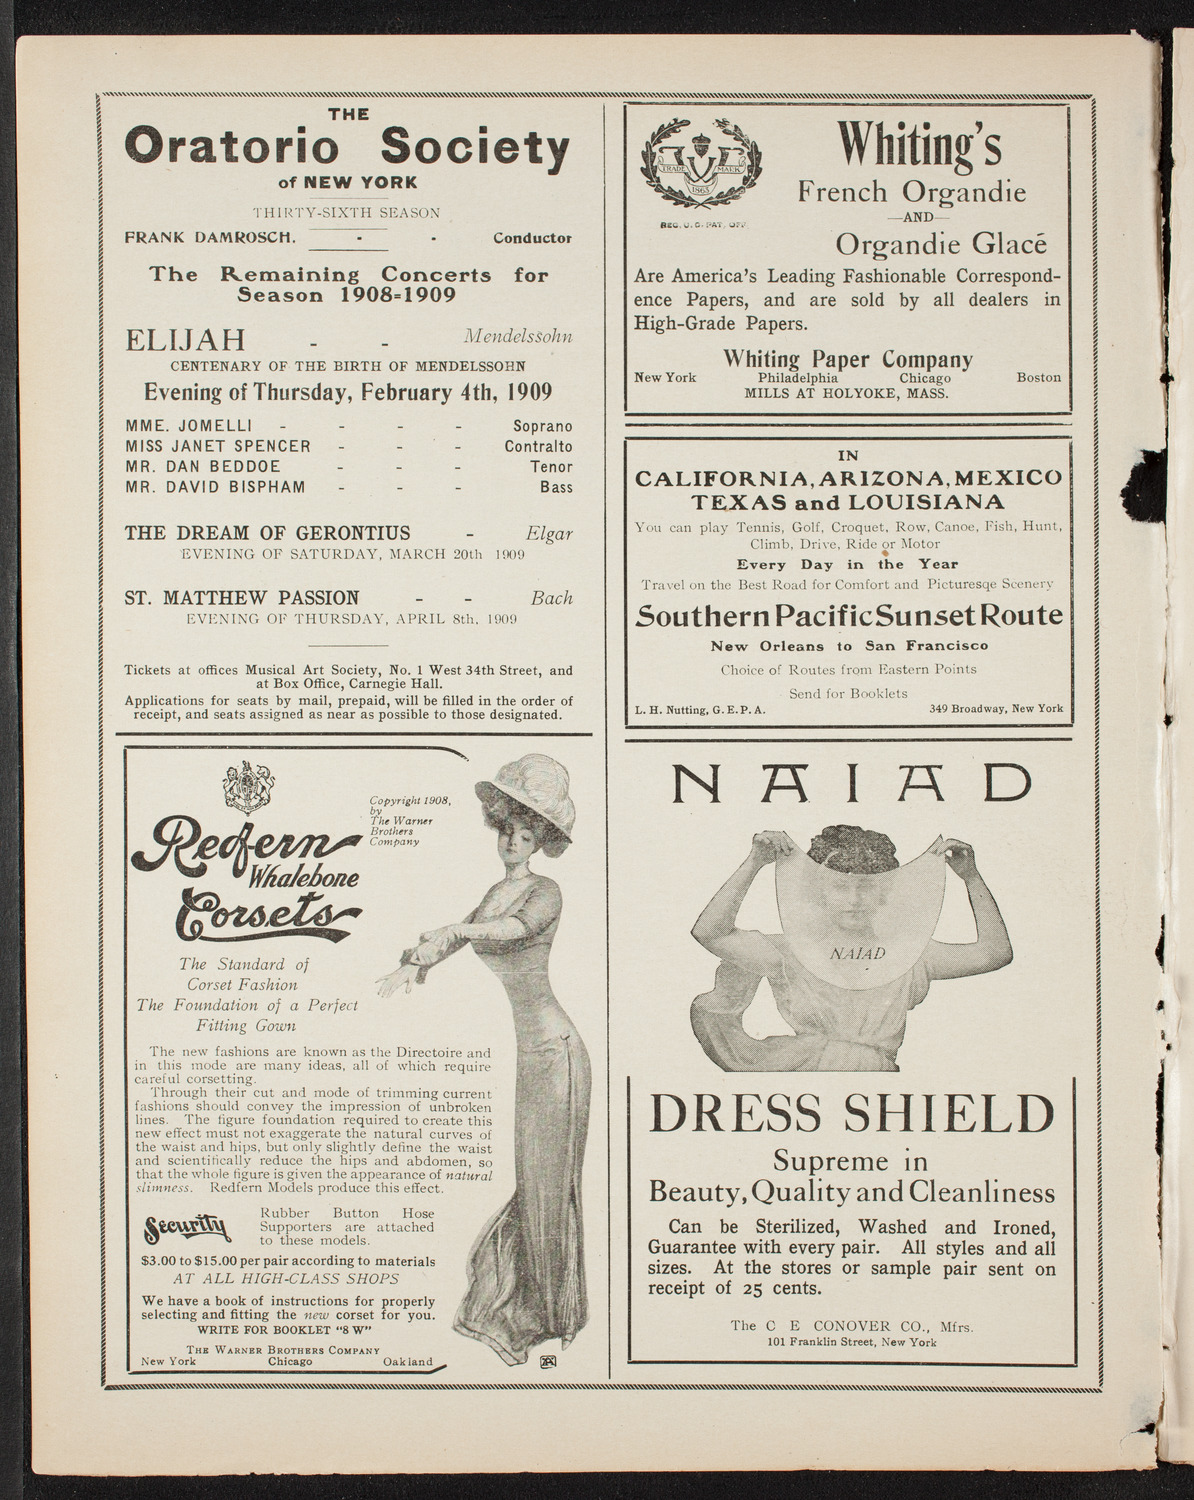 THE
Oratorio Society
of NEW YORK
THIRTY-SIXTH SEASON
FRANK DAMROSCH. - - Conductor
The Remaining Concerts for
Season 1908=1909
ELIJAH - - Mendelssohn
CENTENARY OF THE BIRTH OF MENDELSSOHN
Evening of Thursday, February 4th, 1909
MME. JOMELLI - - - - Soprano
MISS JANET SPENCER - - - Contralto
MR. DAN BEDDOE - - - Tenor
MR. DAVID BISPHAM - - - Bass
THE DREAM OF GERONTIUS - Elgar
EVENING OF SATURDAY, MARCH 20th 1909
ST. MATTHEW PASSION - - Bach
EVENING OF THURSDAY, APRIL 8th, 1909
Tickets at offices Musical Art Society, No. 1 West 34th Street, and
at Box Office, Carnegie Hall.
Applications for seats by mail, prepaid, will be filled in the order of
receipt, and seats assigned as near as possible to those designated.
Redfern
Whalebone
Corsets
Copyright 1908,
by
The Warner
Brothers
Company
The Standard of
Corset Fashion
The Foundation of a Perfect
Fitting Gown
The new fashions are known as the Directoire and
in this mode are many ideas, all of which require
careful corsetting.
Through their cut and mode of trimming current
fashions should convey the impression of unbroken
lines. The figure foundation required to create this
new effect must not exaggerate the natural curves of
the waist and hips, but only slightly define the waist
and scientifically reduce the hips and abdomen, so
that the whole figure is given the appearance of natural
slimness. Redfern Models produce this effect.
Security
Rubber Button Hose
Supporters are attached
to these models.
$3.00 to $15.00 per pair according to materials
AT ALL HIGH-CLASS SHOPS
We have a book of instructions for properly
selecting and fitting the new corset for you.
WRITE FOR BOOKLET "8 W"
THE WARNER BROTHERS COMPANY
New York Chicago Oakland
TRADE MARK
1865
REG. U.S. PAT. OFF.
Whiting's
French Organdie
—AND—
Organdie Glacé
Are America's Leading Fashionable Correspond-
ence Papers, and are sold by all dealers in
High-Grade Papers.
Whiting Paper Company
New York Philadelphia Chicago Boston
MILLS AT HOLYOKE, MASS.
IN
CALIFORNIA, ARIZONA, MEXICO
TEXAS and LOUISIANA
You can play Tennis, Golf, Croquet, Row, Canoe, Fish, Hunt,
Climb, Drive, Ride or Motor
Every Day in the Year
Travel on the Best Road for Comfort and Picturesqe Scenery
Southern Pacific Sunset Route
New Orleans to San Francisco
Choice of Routes from Eastern Points
Send for Booklets
L. H. Nutting, G. E. P. A. 349 Broadway, New York
NAIAD
NAIAD
DRESS SHIELD
Supreme in
Beauty, Quality and Cleanliness
Can be Sterilized, Washed and Ironed,
Guarantee with every pair. All styles and all
sizes. At the stores or sample pair sent on
receipt of 25 cents.
The C E CONOVER CO., Mfrs.
101 Franklin Street, New York